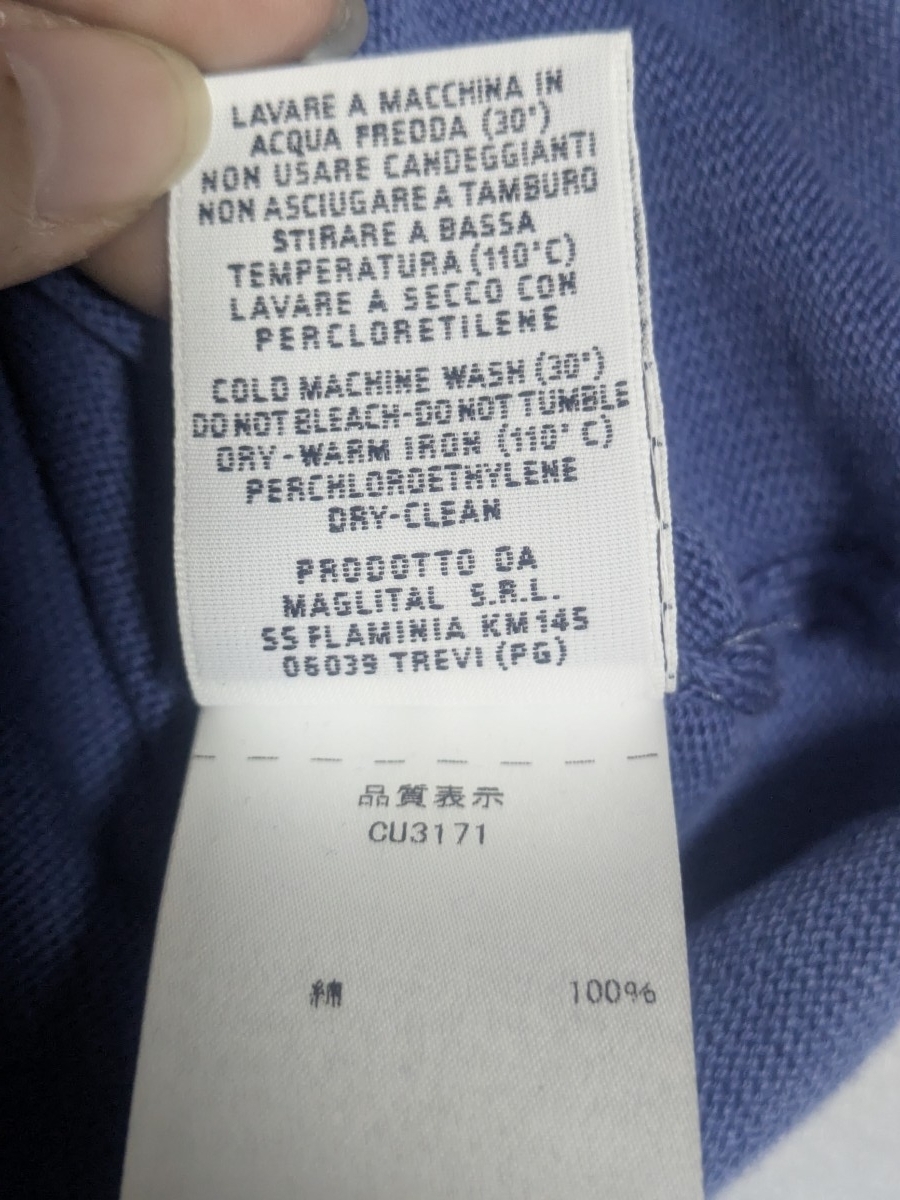 LAVARE A MACCHINA IN
ACQUA FREDDA (30°)
NON USARE CANDEGGIANTI
NON ASCIUGARE A TAMBURO
STIRARE A BASSA
TEMPERATURA (110°C)
LAVARE A SECCO CON
PERCLORETILENE
COLD MACHINE WASH (30°)
DO NOT BLEACH-DO NOT TUMBLE
DRY-WARM IRON (110° C)
PERCHLOROETHYLENE
DRY-CLEAN
PRODOTTO DA
MAGLITAL S.R.L.
SS FLAMINIA KM 145
06039 TREVI (PG)
品質表示
CU3171
綿 100%